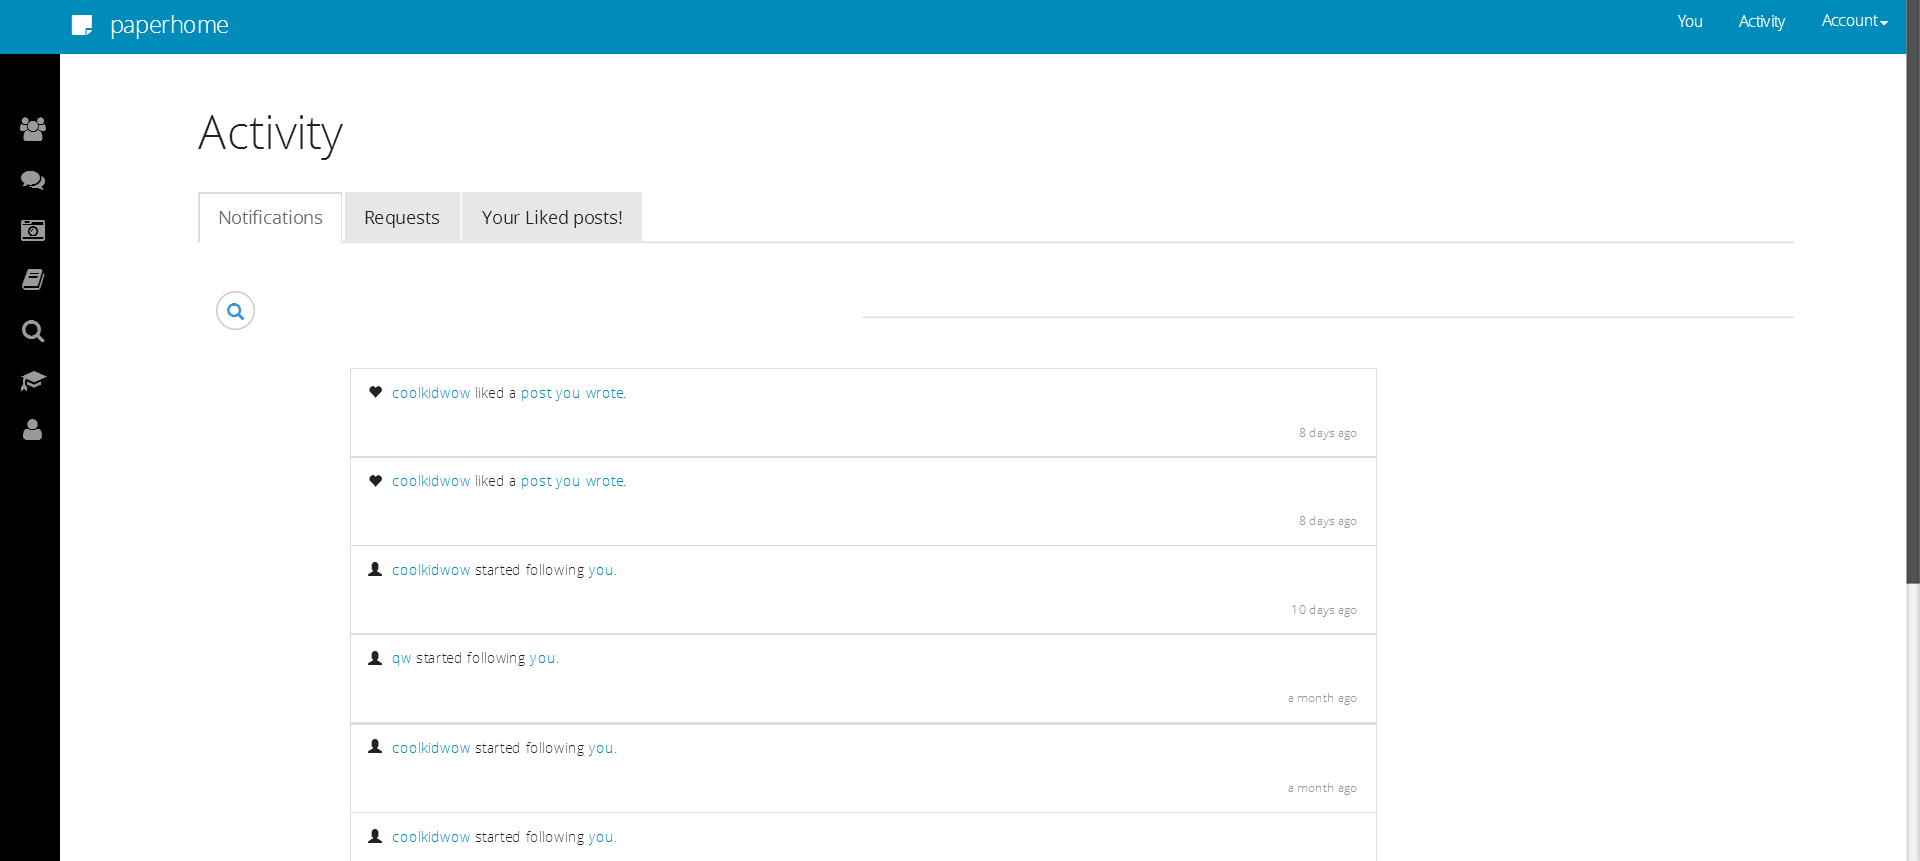 paperhome
You Activity Account
Activity
Notifications Requests Your Liked posts!
coolkidwow liked a post you wrote.
8 days ago
coolkidwow liked a post you wrote.
8 days ago
coolkidwow started following you.
10 days ago
qw started following you.
a month ago
coolkidwow started following you.
a month ago
coolkidwow started following you.